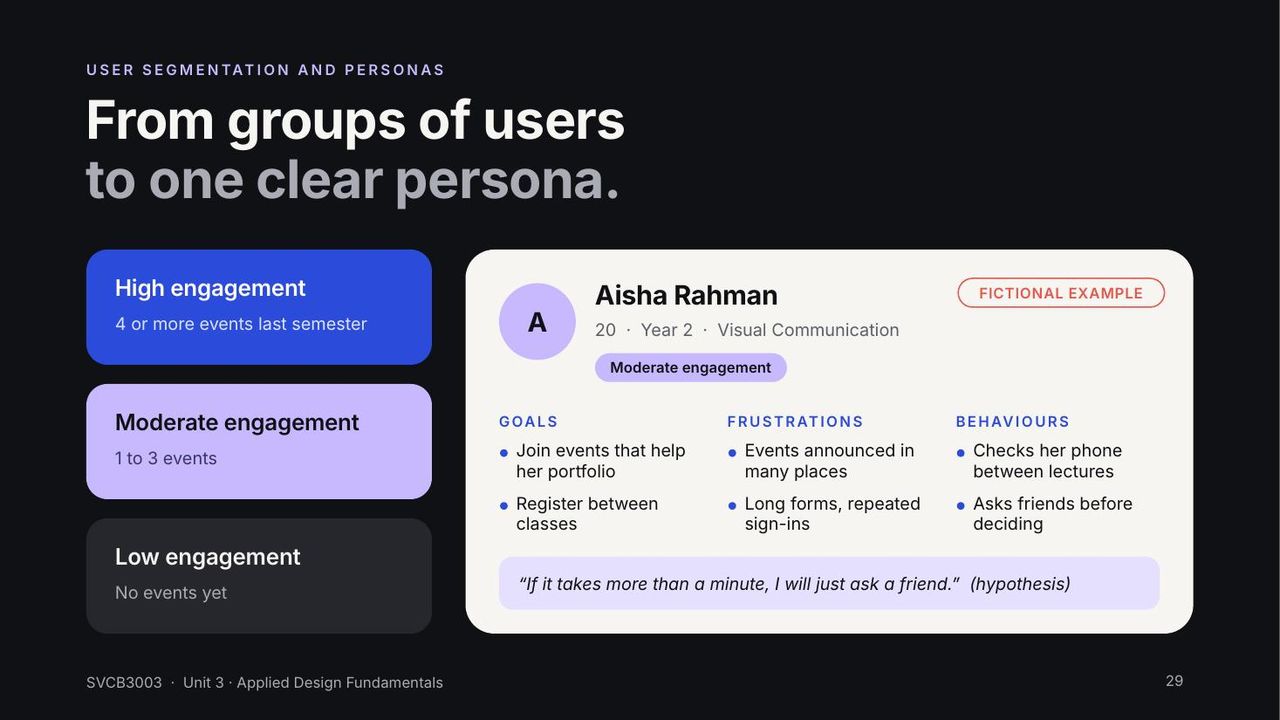 USER SEGMENTATION AND PERSONAS
From groups of users
to one clear persona.
High engagement
4 or more events last semester
Moderate engagement
1 to 3 events
Low engagement
No events yet
A
Aisha Rahman
20 · Year 2 · Visual Communication
Moderate engagement
FICTIONAL EXAMPLE
GOALS
• Join events that help
her portfolio
• Register between
classes
FRUSTRATIONS
• Events announced in
many places
• Long forms, repeated
sign-ins
BEHAVIOURS
• Checks her phone
between lectures
• Asks friends before
deciding
“If it takes more than a minute, I will just ask a friend.” (hypothesis)
SVCB3003 · Unit 3 · Applied Design Fundamentals
29